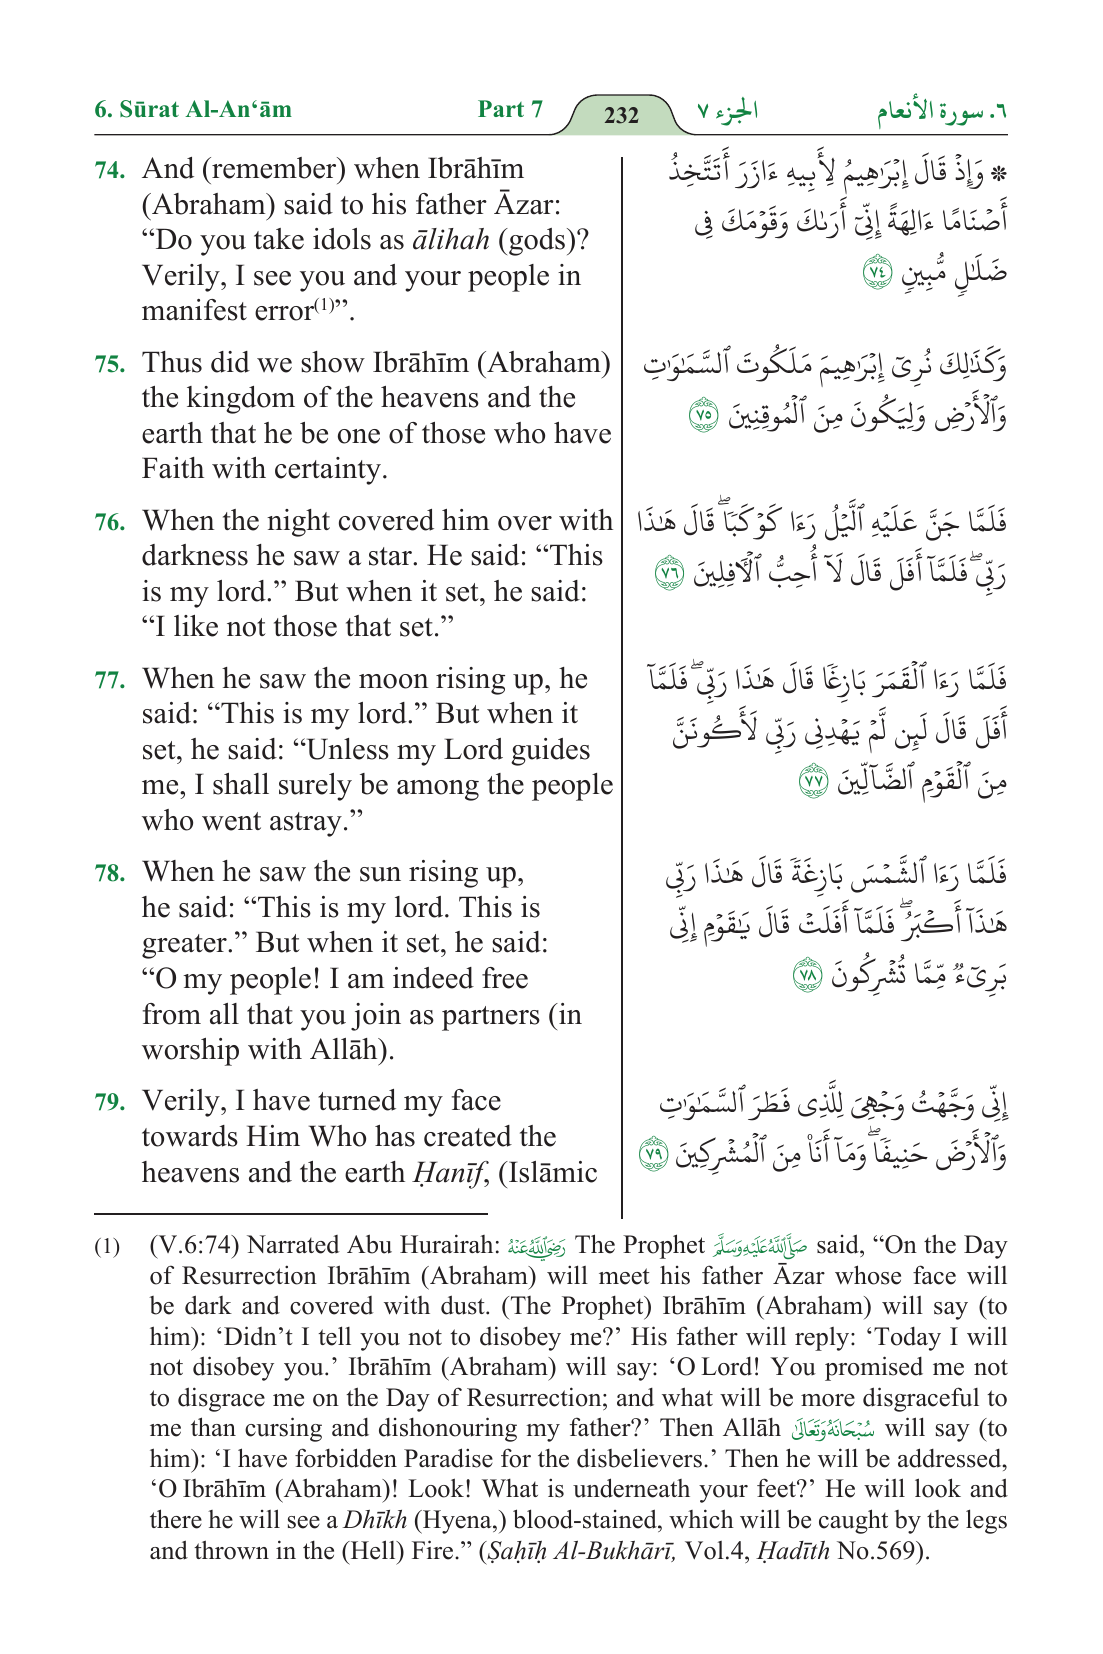 6. Sūrat Al-An‘ām Part 7 232 الجزء ٧ ٦. سورة الأنعام
74. And (remember) when Ibrāhīm
(Abraham) said to his father Āzar:
“Do you take idols as ālihah (gods)?
Verily, I see you and your people in
manifest error(1)”.
۞ وَإِذْ قَالَ إِبْرَٰهِيمُ لِأَبِيهِ ءَازَرَ أَتَتَّخِذُ
أَصْنَامًا ءَالِهَةً إِنِّىٓ أَرَىٰكَ وَقَوْمَكَ فِى
ضَلَٰلٍ مُّبِينٍ ٧٤
75. Thus did we show Ibrāhīm (Abraham)
the kingdom of the heavens and the
earth that he be one of those who have
Faith with certainty.
وَكَذَٰلِكَ نُرِىٓ إِبْرَٰهِيمَ مَلَكُوتَ ٱلسَّمَٰوَٰتِ
وَٱلْأَرْضِ وَلِيَكُونَ مِنَ ٱلْمُوقِنِينَ ٧٥
76. When the night covered him over with
darkness he saw a star. He said: “This
is my lord.” But when it set, he said:
“I like not those that set.”
فَلَمَّا جَنَّ عَلَيْهِ ٱلَّيْلُ رَءَا كَوْكَبًا ۖ قَالَ هَٰذَا
رَبِّى ۖ فَلَمَّآ أَفَلَ قَالَ لَآ أُحِبُّ ٱلْءَافِلِينَ ٧٦
77. When he saw the moon rising up, he
said: “This is my lord.” But when it
set, he said: “Unless my Lord guides
me, I shall surely be among the people
who went astray.”
فَلَمَّا رَءَا ٱلْقَمَرَ بَازِغًا قَالَ هَٰذَا رَبِّى ۖ فَلَمَّآ
أَفَلَ قَالَ لَئِن لَّمْ يَهْدِنِى رَبِّى لَأَكُونَنَّ
مِنَ ٱلْقَوْمِ ٱلضَّآلِّينَ ٧٧
78. When he saw the sun rising up,
he said: “This is my lord. This is
greater.” But when it set, he said:
“O my people! I am indeed free
from all that you join as partners (in
worship with Allāh).
فَلَمَّا رَءَا ٱلشَّمْسَ بَازِغَةً قَالَ هَٰذَا رَبِّى
هَٰذَآ أَكْبَرُ ۖ فَلَمَّآ أَفَلَتْ قَالَ يَٰقَوْمِ إِنِّى
بَرِىٓءٌ مِّمَّا تُشْرِكُونَ ٧٨
79. Verily, I have turned my face
towards Him Who has created the
heavens and the earth Ḥanīf, (Islāmic
إِنِّى وَجَّهْتُ وَجْهِىَ لِلَّذِى فَطَرَ ٱلسَّمَٰوَٰتِ
وَٱلْأَرْضَ حَنِيفًا ۖ وَمَآ أَنَا۠ مِنَ ٱلْمُشْرِكِينَ ٧٩
(1) (V.6:74) Narrated Abu Hurairah: رَضِيَ اللَّهُ عَنْهُ The Prophet صَلَّى اللَّهُ عَلَيْهِ وَسَلَّمَ said, “On the Day
of Resurrection Ibrāhīm (Abraham) will meet his father Āzar whose face will
be dark and covered with dust. (The Prophet) Ibrāhīm (Abraham) will say (to
him): ‘Didn’t I tell you not to disobey me?’ His father will reply: ‘Today I will
not disobey you.’ Ibrāhīm (Abraham) will say: ‘O Lord! You promised me not
to disgrace me on the Day of Resurrection; and what will be more disgraceful to
me than cursing and dishonouring my father?’ Then Allāh سُبْحَانَهُ وَتَعَالَىٰ will say (to
him): ‘I have forbidden Paradise for the disbelievers.’ Then he will be addressed,
‘O Ibrāhīm (Abraham)! Look! What is underneath your feet?’ He will look and
there he will see a Dhīkh (Hyena,) blood-stained, which will be caught by the legs
and thrown in the (Hell) Fire.” (Ṣaḥīḥ Al-Bukhārī, Vol.4, Ḥadīth No.569).